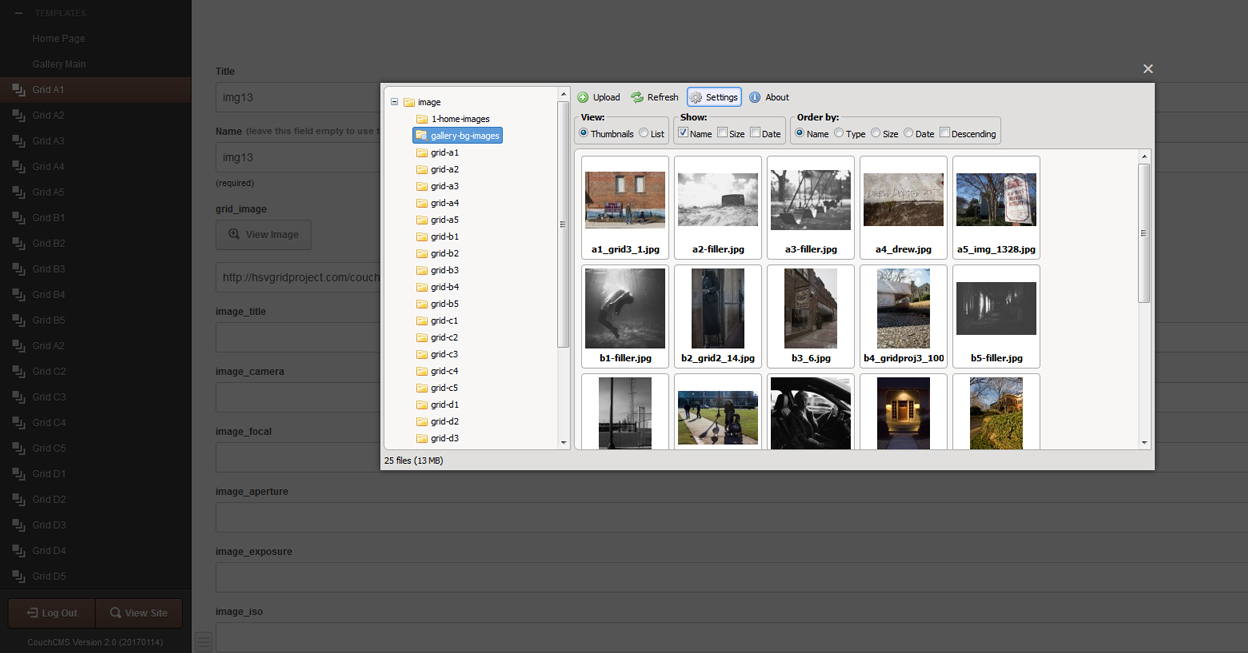 TEMPLATES
Home Page
Gallery Main
Grid A1
Grid A2
Grid A3
Grid A4
Grid A5
Grid B1
Grid B2
Grid B3
Grid B4
Grid B5
Grid A2
Grid C2
Grid C3
Grid C4
Grid C5
Grid D1
Grid D2
Grid D3
Grid D4
Grid D5
Log Out
View Site
CouchCMS Version 2.0 (20170114)
Title
img13
Name (leave this field empty to use t
img13
(required)
grid_image
View Image
http://hsvgridproject.com/couch
image_title
image_camera
image_focal
image_aperture
image_exposure
image_iso
image
1-home-images
gallery-bg-images
grid-a1
grid-a2
grid-a3
grid-a4
grid-a5
grid-b1
grid-b2
grid-b3
grid-b4
grid-b5
grid-c1
grid-c2
grid-c3
grid-c4
grid-c5
grid-d1
grid-d2
grid-d3
25 files (13 MB)
Upload Refresh Settings About
View: Show: Order by:
Thumbnails List Name Size Date Name Type Size Date Descending
a1_grid3_1.jpg a2-filler.jpg a3-filler.jpg a4_drew.jpg a5_img_1328.jpg
b1-filler.jpg b2_grid2_14.jpg b3_6.jpg b4_gridproj3_100 b5-filler.jpg